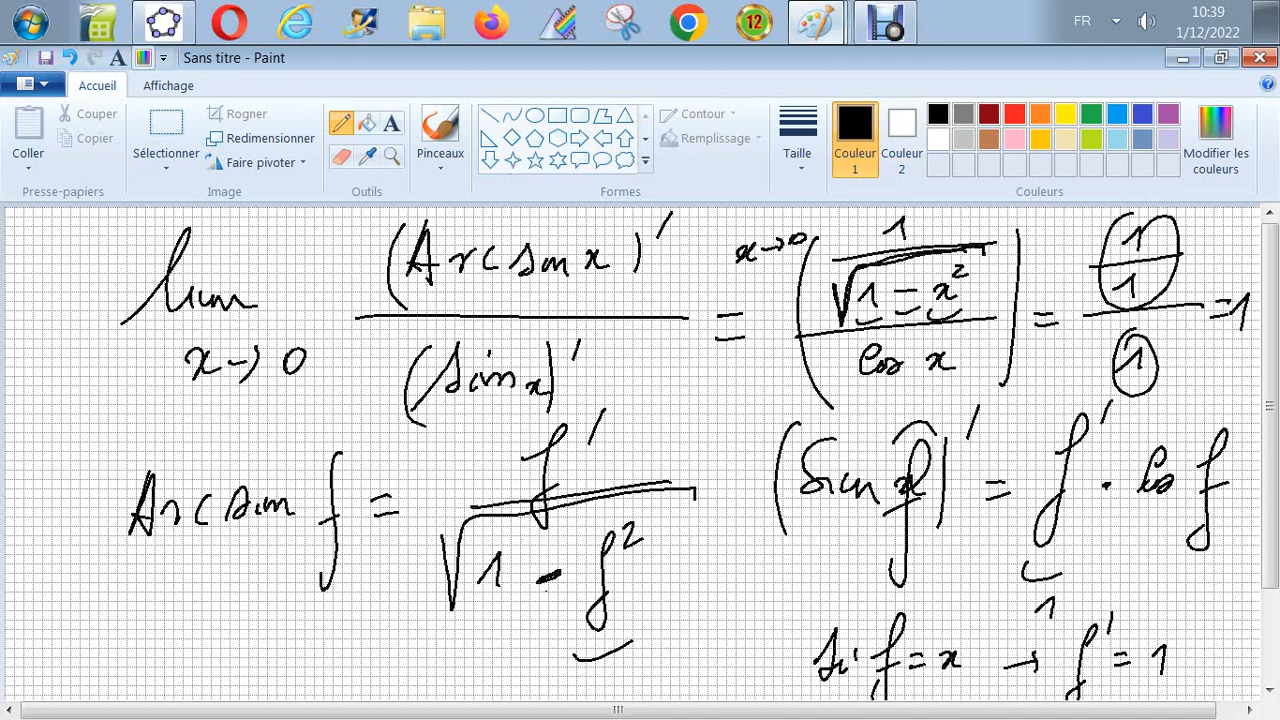 12
FR
10:39
1/12/2022
Sans titre - Paint
Accueil Affichage
Coller
Couper
Copier
Presse-papiers
Sélectionner
Rogner
Redimensionner
Faire pivoter
Image
Outils
Pinceaux
Contour
Remplissage
Formes
Taille
Couleur 1
Couleur 2
Modifier les couleurs
Couleurs
lim x→0 (Arcsin x)' / (sin x)' = x→0 ((1/√(1 - x²)) / cos x) = (1/1)/1 = 1
Arcsin f = f' / √(1 - f²)
(Sin f)' = f' . cos f
1
si f = x → f' = 1